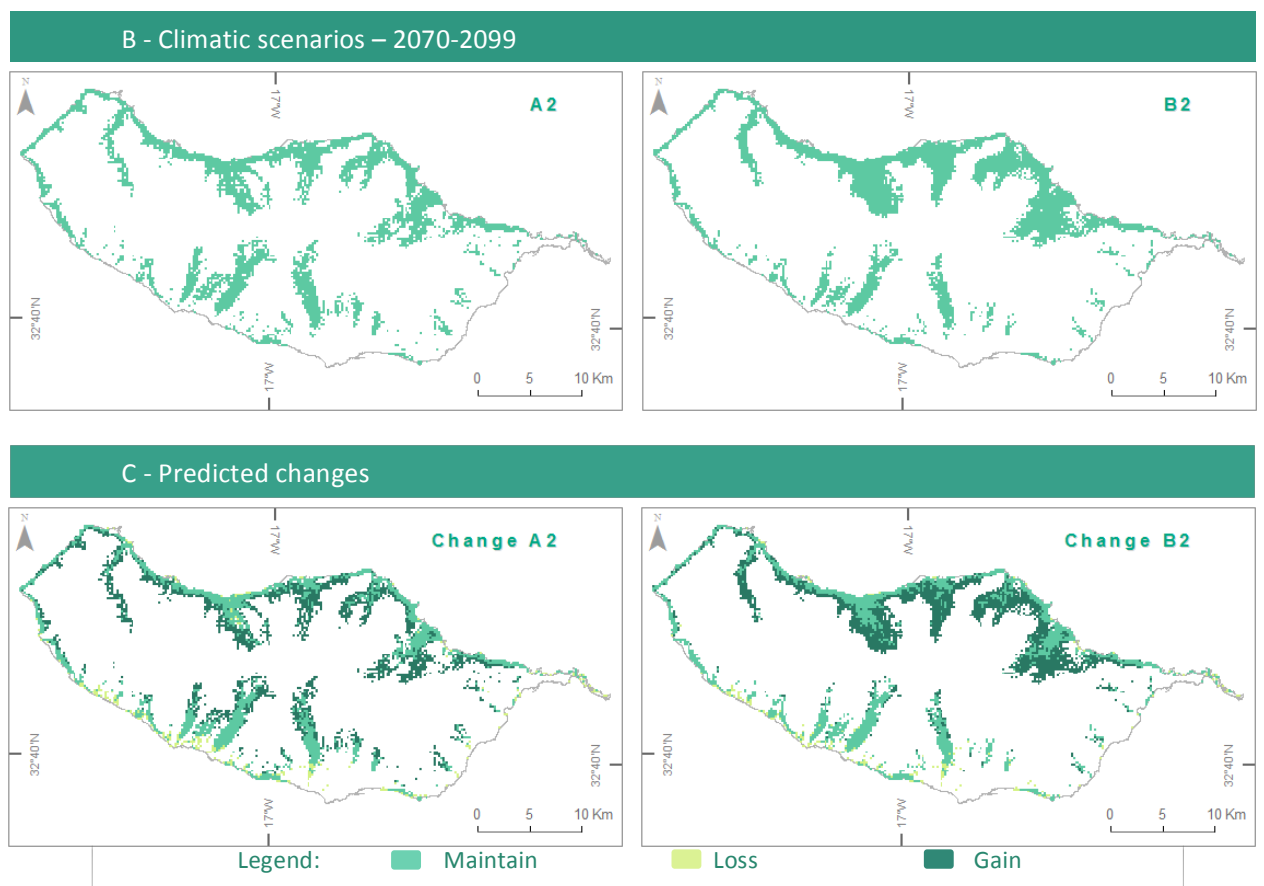 B - Climatic scenarios – 2070-2099
N
17°W
A2
32°40'N
32°40'N
17°W
0 5 10 Km
N
17°W
B2
32°40'N
32°40'N
17°W
0 5 10 Km
C - Predicted changes
N
17°W
Change A2
32°40'N
32°40'N
17°W
0 5 10 Km
N
17°W
Change B2
32°40'N
32°40'N
17°W
0 5 10 Km
Legend: Maintain Loss Gain